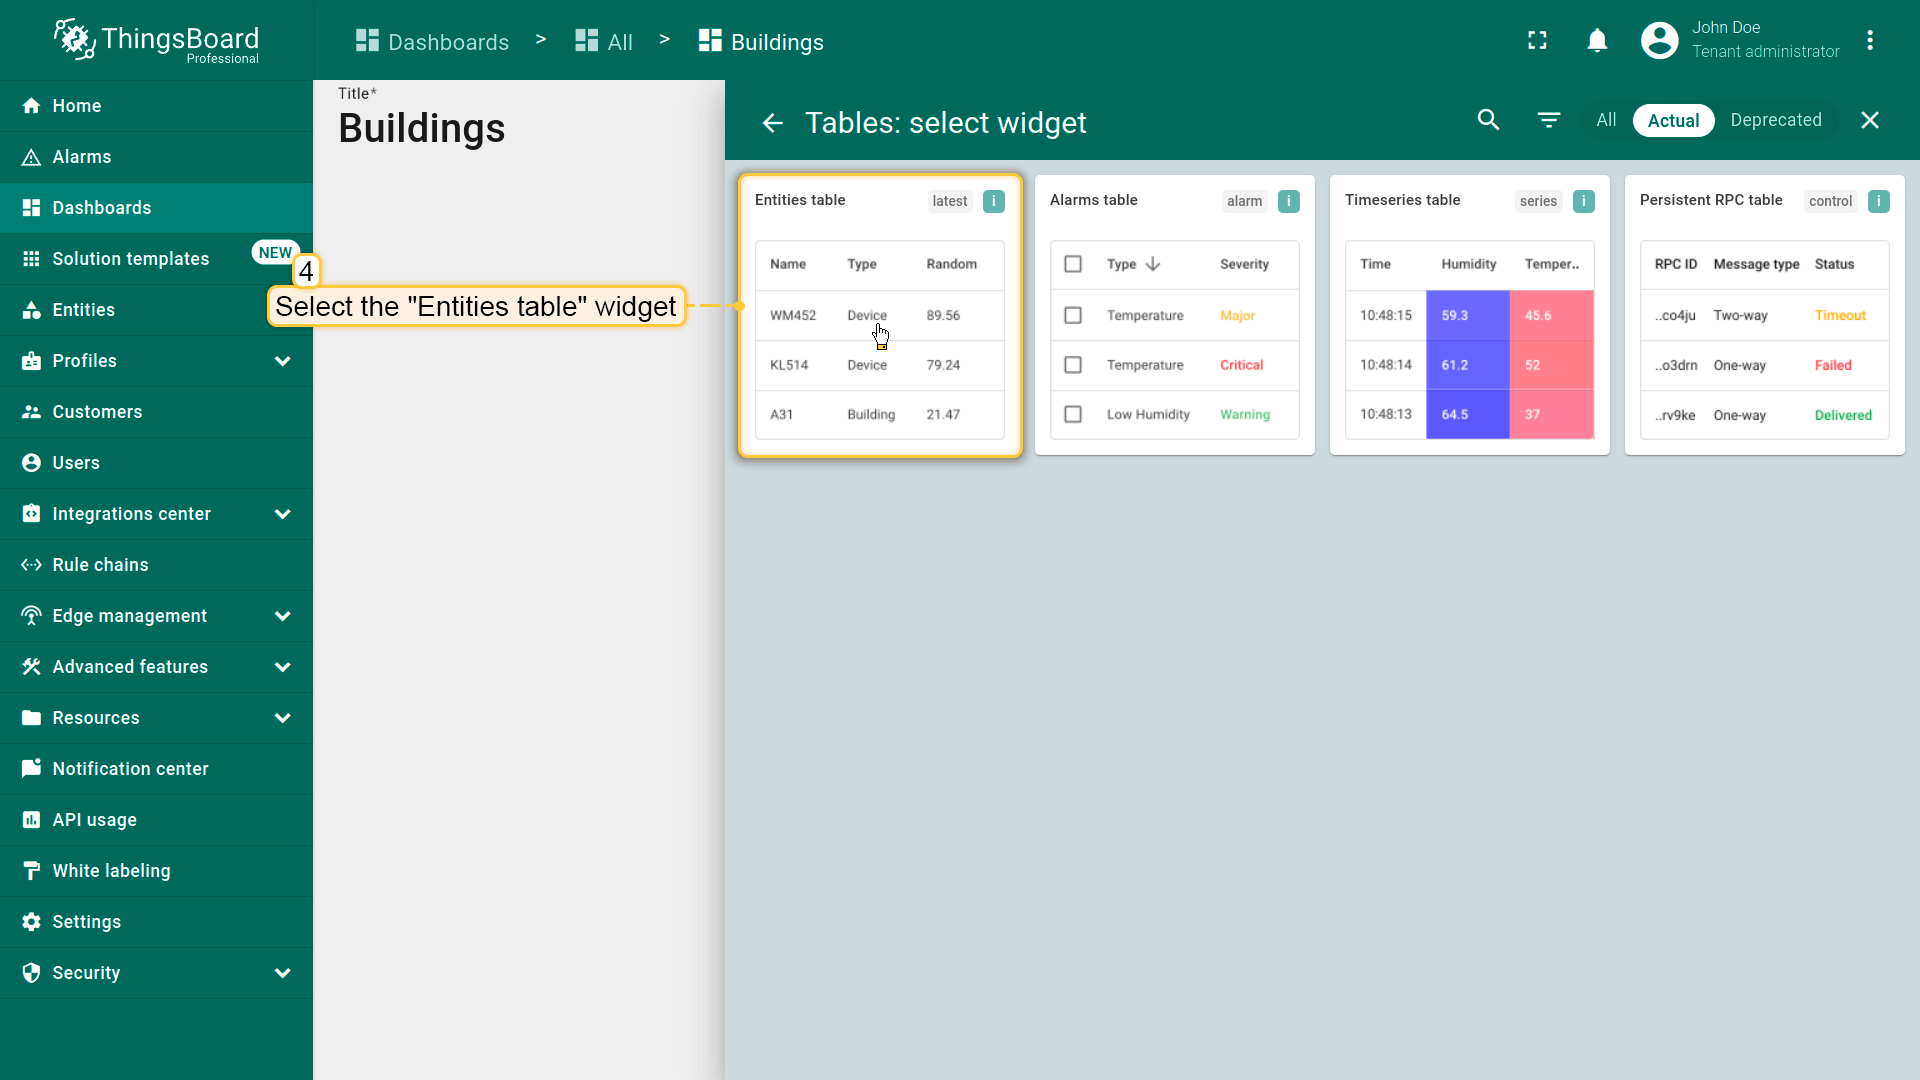 ThingsBoard
Professional
Dashboards > All > Buildings
John Doe
Tenant administrator
Home
Alarms
Dashboards
Solution templates NEW
Entities
Profiles
Customers
Users
Integrations center
Rule chains
Edge management
Advanced features
Resources
Notification center
API usage
White labeling
Settings
Security
Title*
Buildings
4
Select the "Entities table" widget
Tables: select widget
All Actual Deprecated
Entities table latest i
Name Type Random
WM452 Device 89.56
KL514 Device 79.24
A31 Building 21.47
Alarms table alarm i
Type Severity
Temperature Major
Temperature Critical
Low Humidity Warning
Timeseries table series i
Time Humidity Temper..
10:48:15 59.3 45.6
10:48:14 61.2 52
10:48:13 64.5 37
Persistent RPC table control i
RPC ID Message type Status
..co4ju Two-way Timeout
..o3drn One-way Failed
..rv9ke One-way Delivered